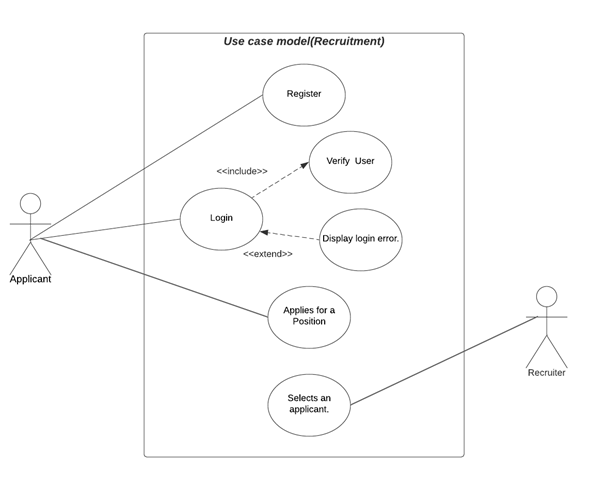 Use case model(Recruitment)
Register
Verify User
<<include>>
Login
Display login error.
<<extend>>
Applicant
Applies for a
Position
Recruiter
Selects an
applicant.